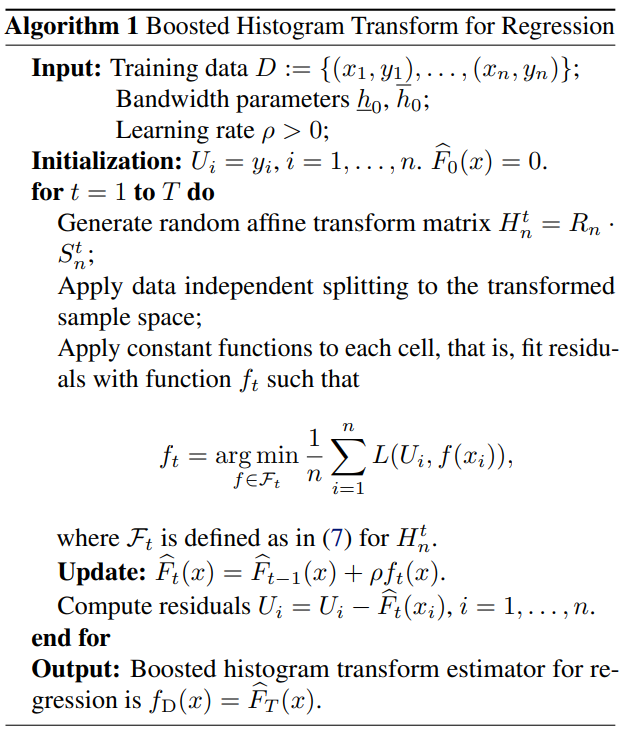 Algorithm 1 Boosted Histogram Transform for Regression
Input: Training data $D := \{(x_1, y_1), \ldots, (x_n, y_n)\}$;
Bandwidth parameters $\underline{h}_0, \overline{h}_0$;
Learning rate $\rho > 0$;
Initialization: $U_i = y_i, i = 1, \ldots, n.$ $\widehat{F}_0(x) = 0.$
for $t = 1$ to $T$ do
Generate random affine transform matrix $H_n^t = R_n \cdot$
$S_n^t$;
Apply data independent splitting to the transformed
sample space;
Apply constant functions to each cell, that is, fit residu-
als with function $f_t$ such that
$f_t = \underset{f \in \mathcal{F}_t}{\arg\min} \frac{1}{n} \sum_{i=1}^{n} L(U_i, f(x_i)),$
where $\mathcal{F}_t$ is defined as in (7) for $H_n^t$.
Update: $\widehat{F}_t(x) = \widehat{F}_{t-1}(x) + \rho f_t(x).$
Compute residuals $U_i = U_i - \widehat{F}_t(x_i), i = 1, \ldots, n.$
end for
Output: Boosted histogram transform estimator for re-
gression is $f_{\mathrm{D}}(x) = \widehat{F}_T(x).$